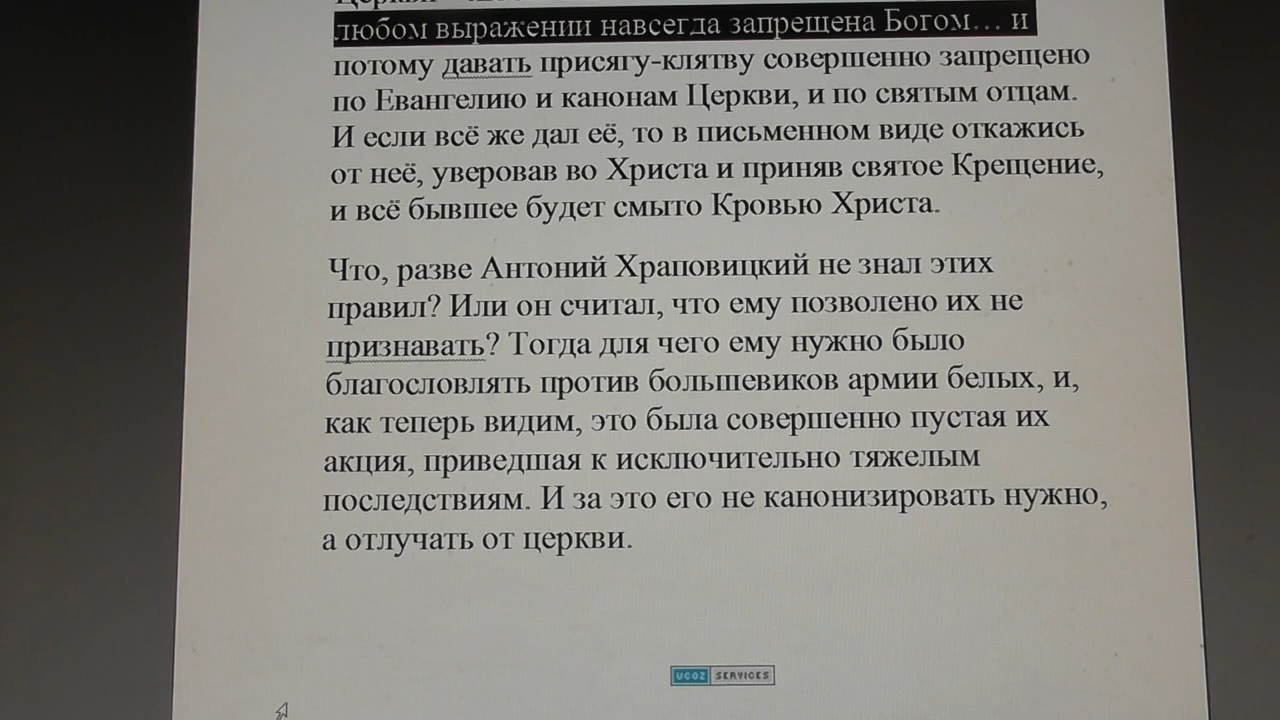 любом выражении навсегда запрещена Богом… и
потому давать присягу-клятву совершенно запрещено
по Евангелию и канонам Церкви, и по святым отцам.
И если всё же дал её, то в письменном виде откажись
от неё, уверовав во Христа и приняв святое Крещение,
и всё бывшее будет смыто Кровью Христа.
Что, разве Антоний Храповицкий не знал этих
правил? Или он считал, что ему позволено их не
признавать? Тогда для чего ему нужно было
благословлять против большевиков армии белых, и,
как теперь видим, это была совершенно пустая их
акция, приведшая к исключительно тяжелым
последствиям. И за это его не канонизировать нужно,
а отлучать от церкви.
UCOZ SERVICES